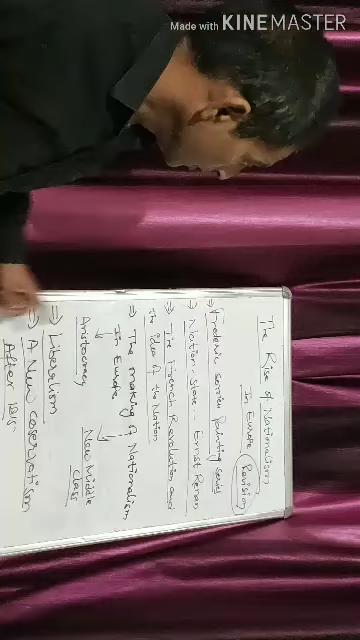 Made with KINEMASTER
The Rise of Nationalism
In Europe Revision
⇒ Frederic sorrieu Painting series
⇒ Nation state - Ernst Renan
⇒ The French Revolution and
the Idea of the Nation
⇒ The making of Nationalism
In Europe
Aristocracy New Middle
Class
⇒ Liberalism
⇒ A New Coservatism
After